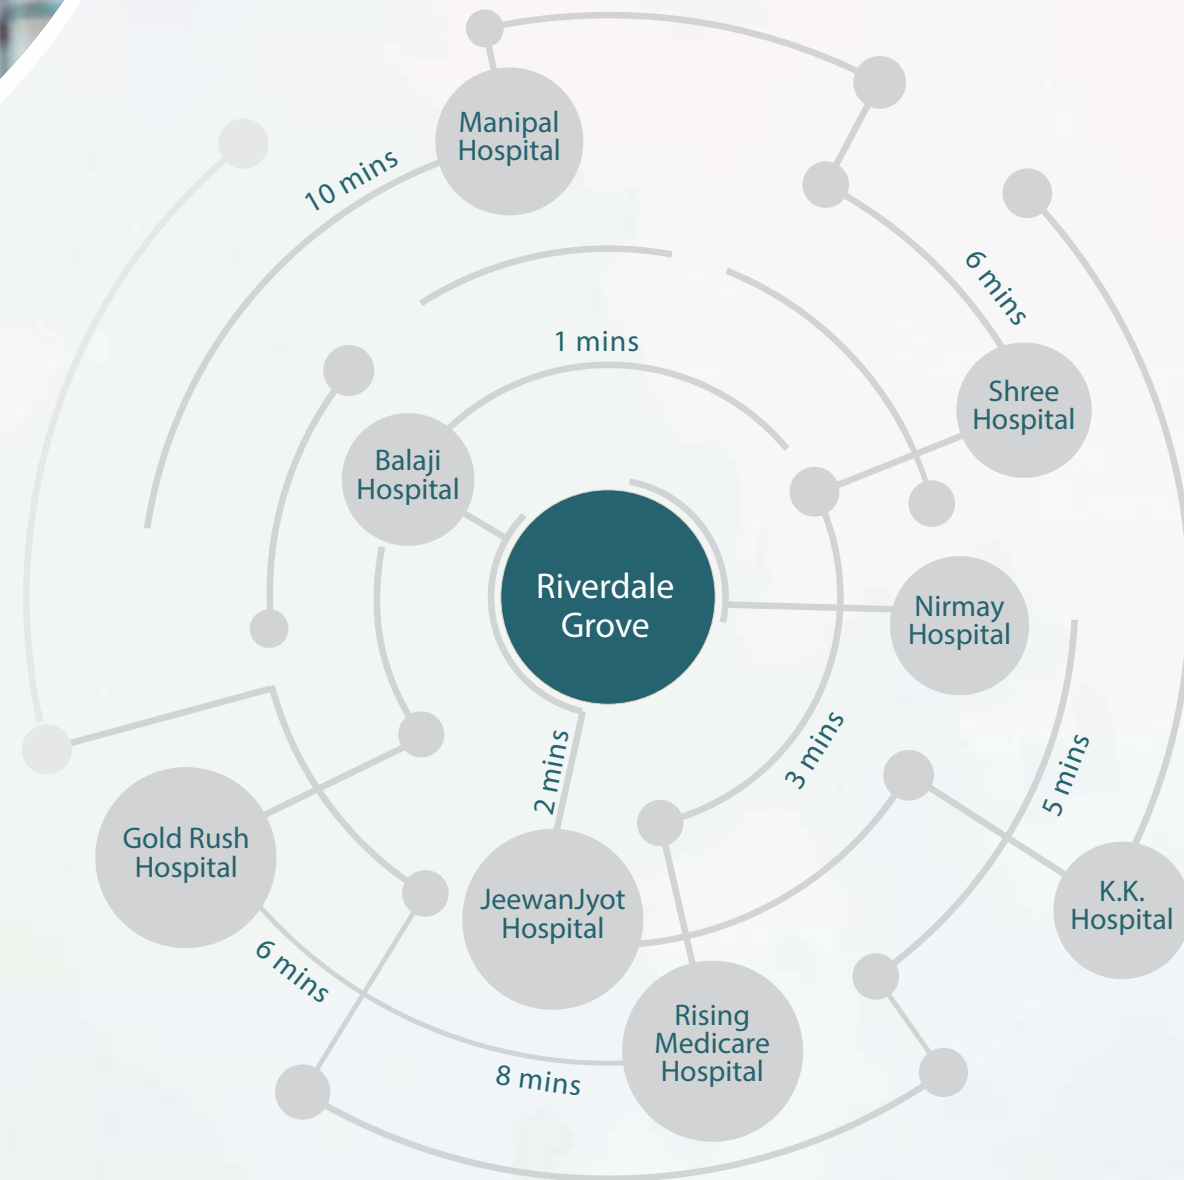 Manipal
Hospital
10 mins
6 mins
1 mins
Shree
Hospital
Balaji
Hospital
Riverdale
Grove
Nirmay
Hospital
2 mins
3 mins
5 mins
Gold Rush
Hospital
JeewanJyot
Hospital
K.K.
Hospital
6 mins
Rising
Medicare
Hospital
8 mins